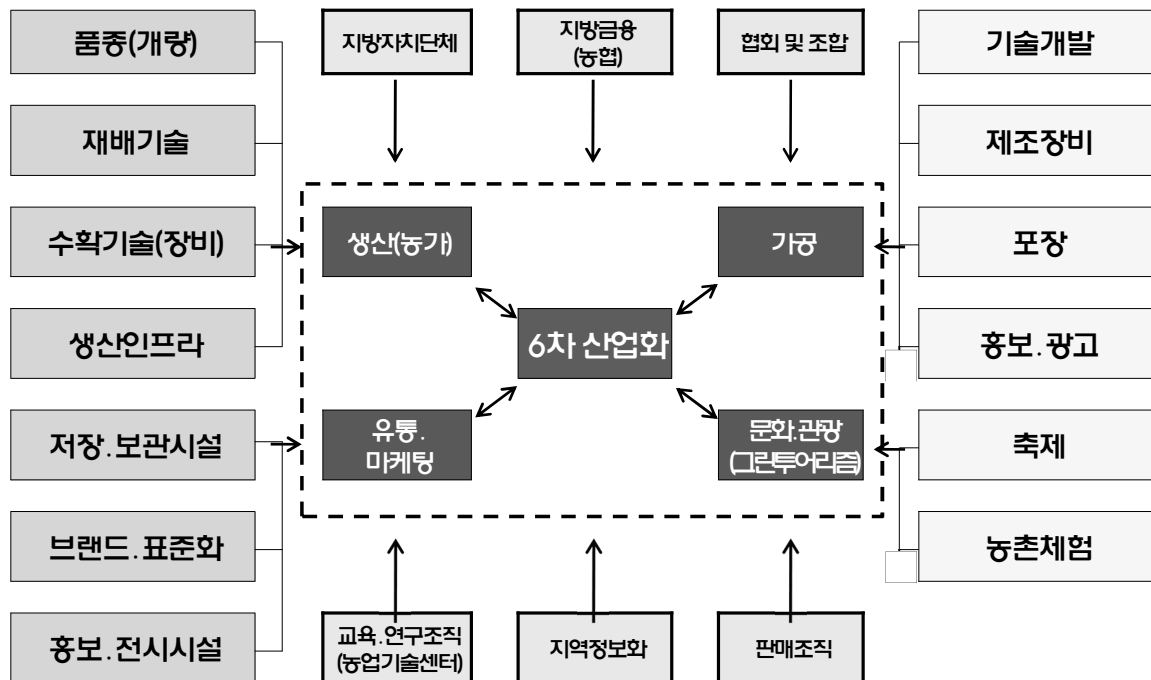 품종(개량)
지방자치단체
지방금융
(농협)
협회 및 조합
기술개발
재배기술
제조장비
수확기술(장비)
생산(농가)
가공
포장
생산인프라
6차 산업화
홍보.광고
저장.보관시설
유통.
마케팅
문화.관광
(그린투어리즘)
축제
브랜드.표준화
농촌체험
홍보.전시시설
교육.연구조직
(농업기술센터)
지역정보화
판매조직